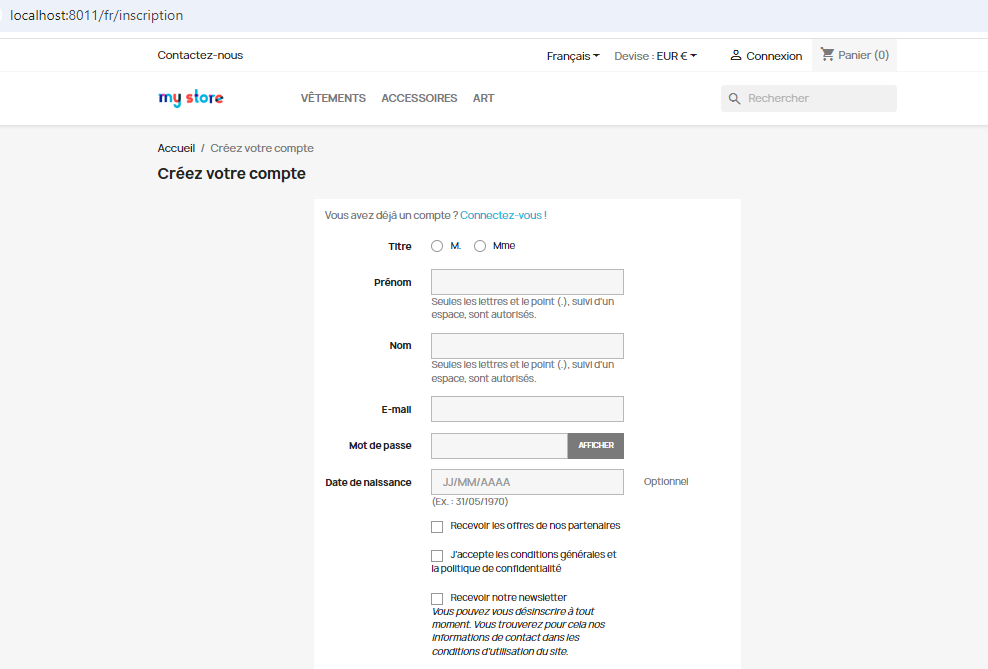 localhost:8011/fr/inscription
Contactez-nous
Français Devise : EUR € Connexion Panier (0)
my store VÊTEMENTS ACCESSOIRES ART Rechercher
Accueil / Créez votre compte
Créez votre compte
Vous avez déjà un compte ? Connectez-vous !
Titre M. Mme
Prénom
Seules les lettres et le point (.), suivi d'un
espace, sont autorisés.
Nom
Seules les lettres et le point (.), suivi d'un
espace, sont autorisés.
E-mail
Mot de passe AFFICHER
Date de naissance JJ/MM/AAAA Optionnel
(Ex. : 31/05/1970)
Recevoir les offres de nos partenaires
J'accepte les conditions générales et
la politique de confidentialité
Recevoir notre newsletter
Vous pouvez vous désinscrire à tout
moment. Vous trouverez pour cela nos
informations de contact dans les
conditions d'utilisation du site.